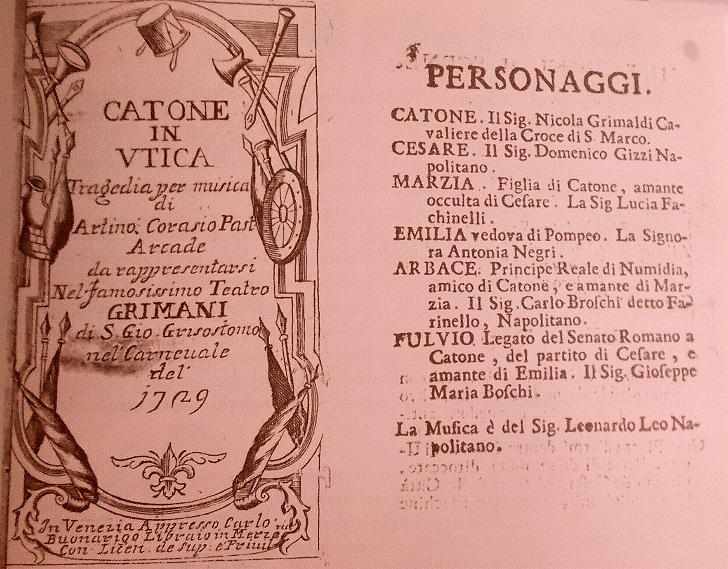 CATONE
IN
VTICA
Tragedia per musica
di
Artino Corasio Past
Arcade
da rappresentarsi
Nel famosissimo Teatro
GRIMANI
di S. Gio. Grisostomo
nel Carneuale
del
1729
In Venezia Appresso Carlo
Buonarigo Libraio in Merze
Con Licen. de sup. e Priuil
PERSONAGGI.
CATONE. Il Sig. Nicola Grimaldi Ca-
valiere della Croce di S. Marco.
CESARE. Il Sig. Domenico Gizzi Na-
politano.
MARZIA. Figlia di Catone, amante
occulta di Cesare. La Sig Lucia Fa-
chinelli.
EMILIA vedova di Pompeo. La Signo-
ra Antonia Negri.
ARBACE. Principe Reale di Numidia,
amico di Catone, e amante di Mar-
zia. Il Sig. Carlo Broschi detto Fa-
rinello, Napolitano.
FULVIO Legato del Senato Romano a
Catone, del partito di Cesare, e
amante di Emilia. Il Sig. Gioseppe
Maria Boschi.
La Musica è del Sig. Leonardo Leo Na-
politano.